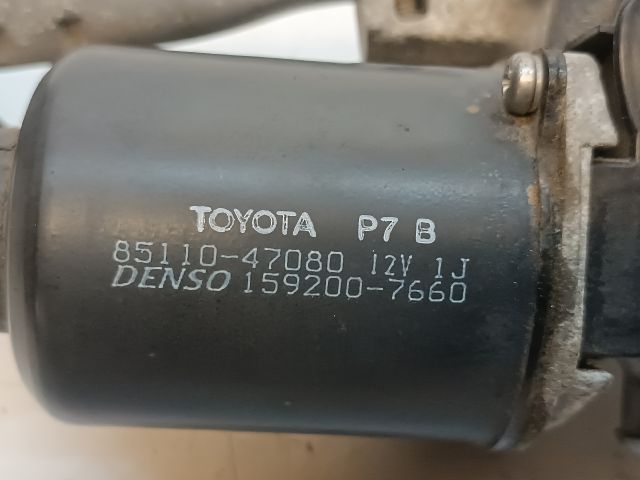 TOYOTA P7 B
85110-47080 12V 1J
DENSO 159200-7660